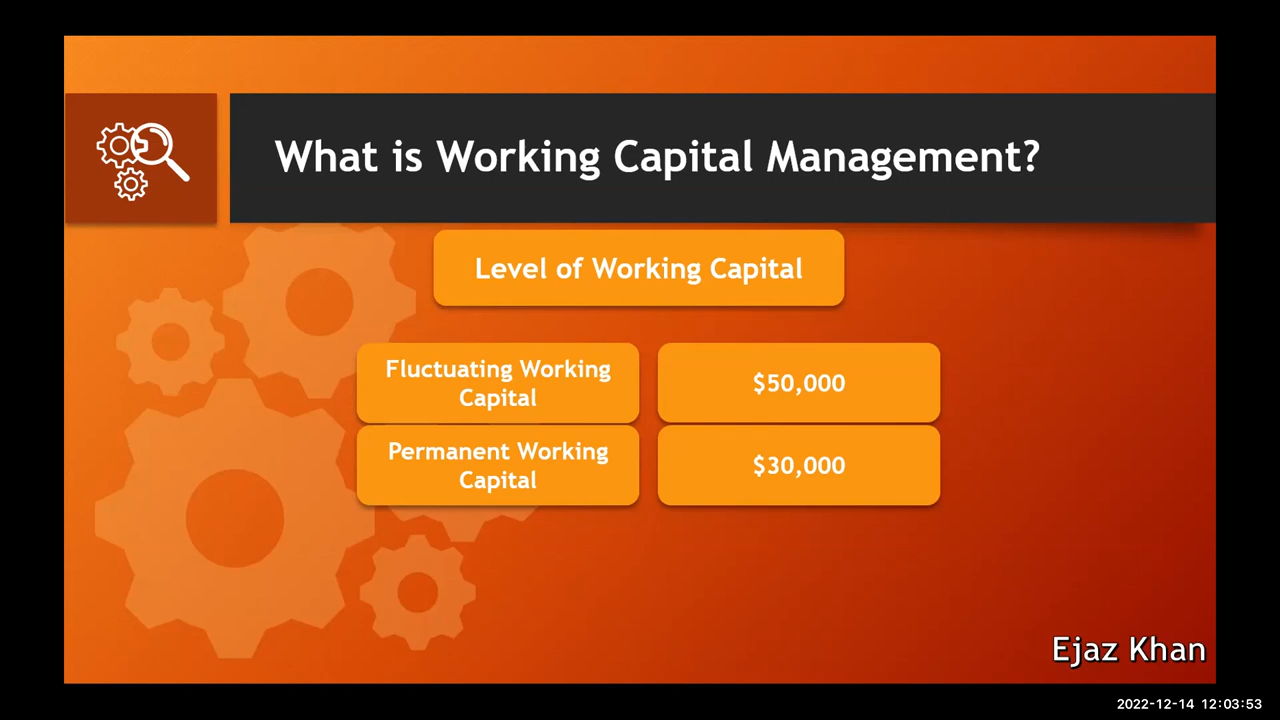 What is Working Capital Management?
Level of Working Capital
Fluctuating Working
Capital
$50,000
Permanent Working
Capital
$30,000
Ejaz Khan
2022-12-14 12:03:53